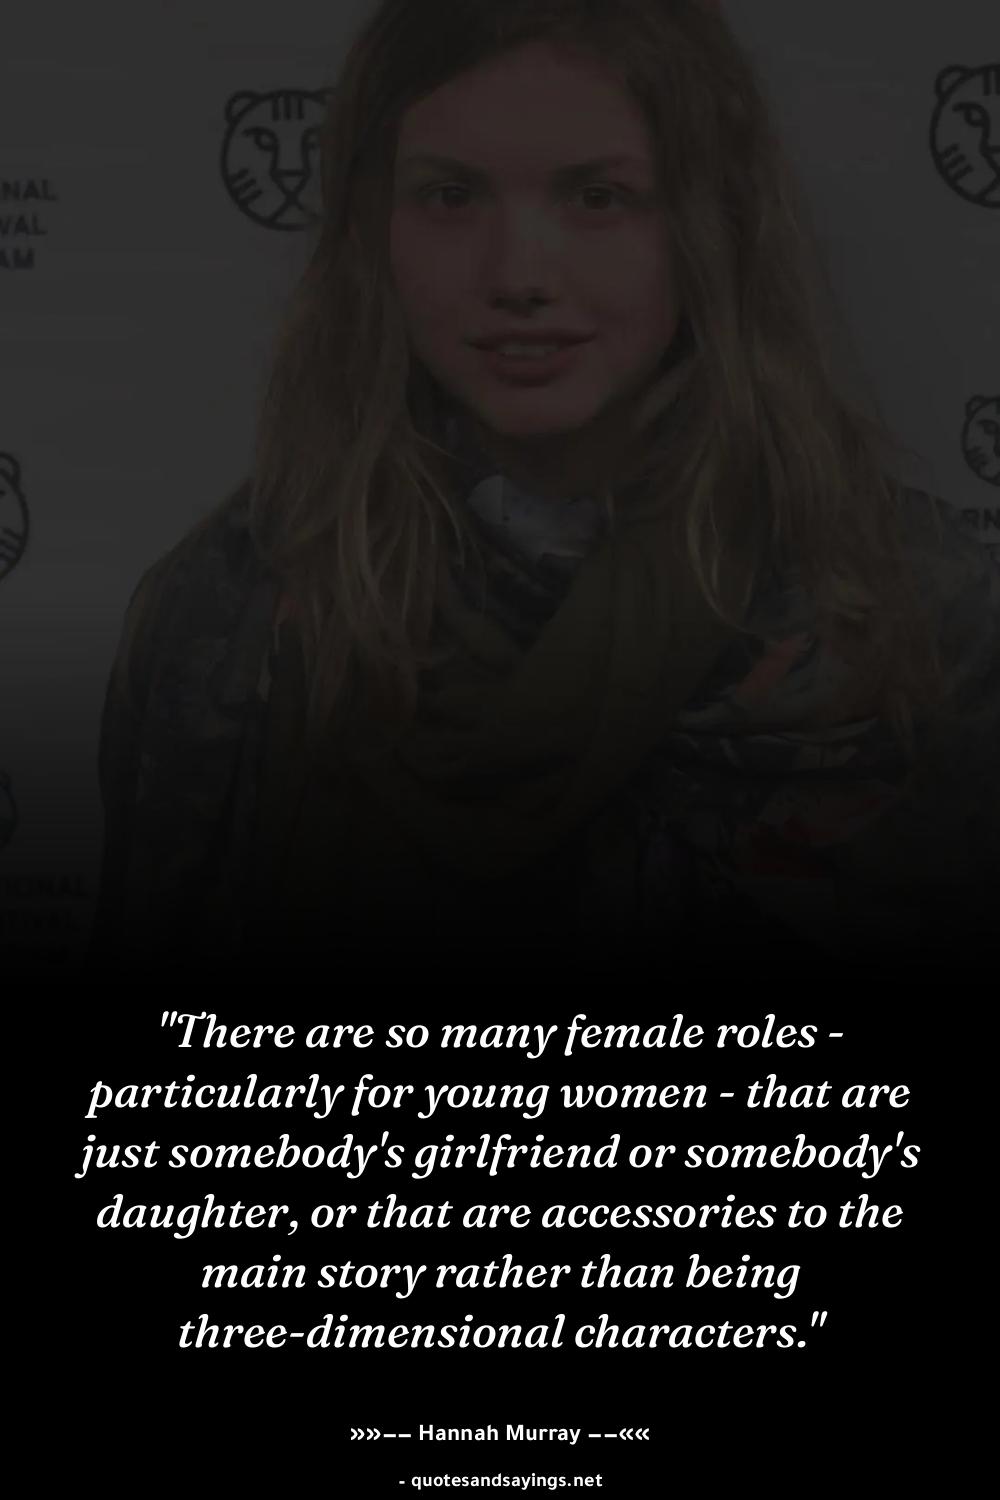 NAL
VAL
AM
RN
IONAL
TIVAL
"There are so many female roles -
particularly for young women - that are
just somebody's girlfriend or somebody's
daughter, or that are accessories to the
main story rather than being
three-dimensional characters."
»»–– Hannah Murray ––««
- quotesandsayings.net